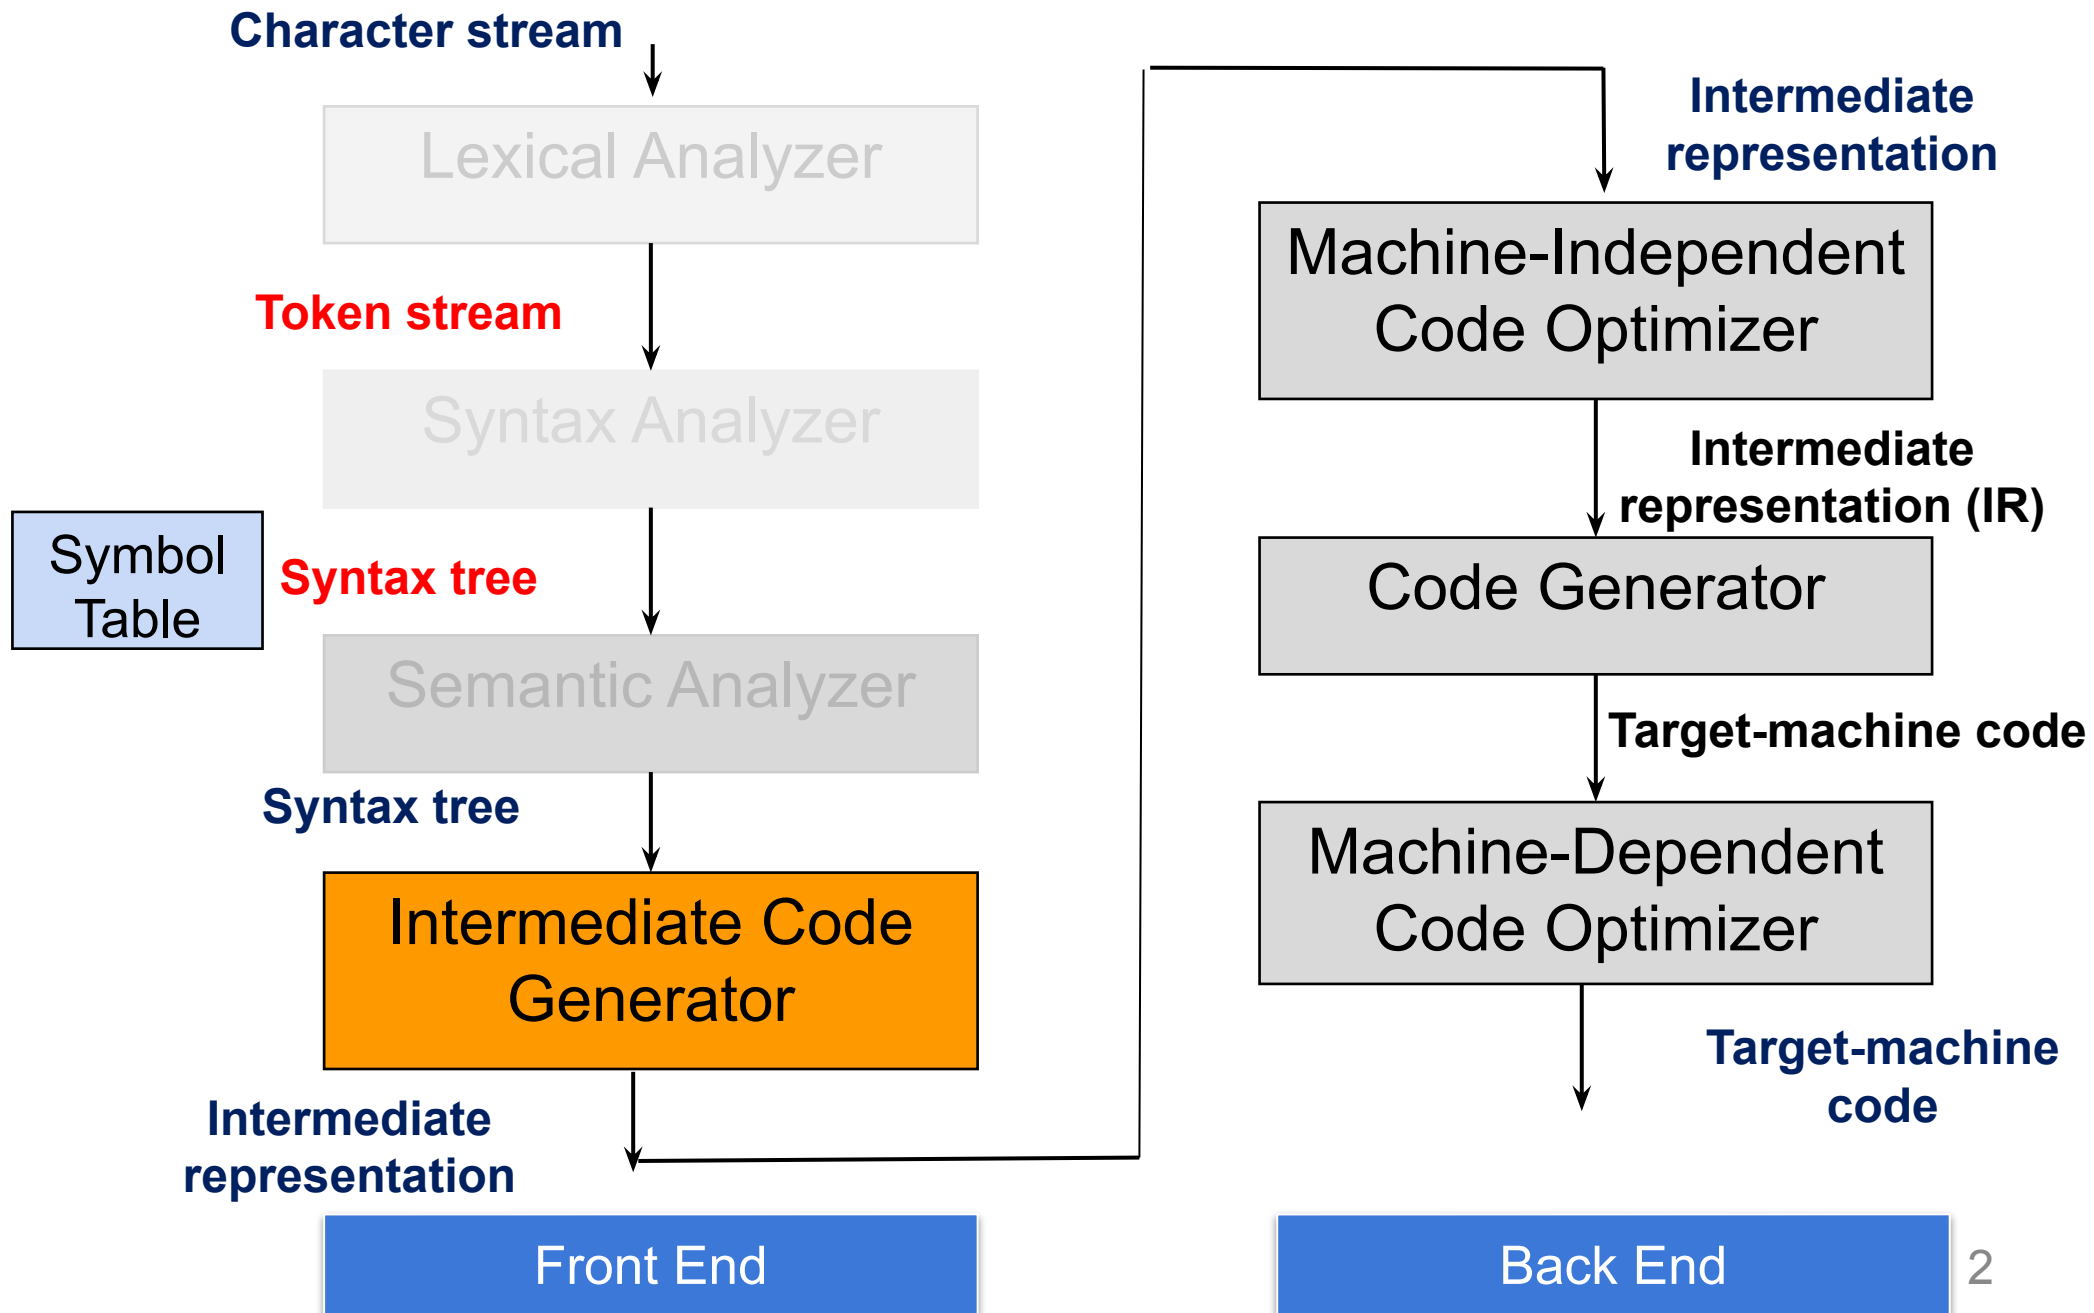 Character stream
Lexical Analyzer
Token stream
Syntax Analyzer
Symbol
Table
Syntax tree
Semantic Analyzer
Syntax tree
Intermediate Code
Generator
Intermediate
representation
Front End
Intermediate
representation
Machine-Independent
Code Optimizer
Intermediate
representation (IR)
Code Generator
Target-machine code
Machine-Dependent
Code Optimizer
Target-machine
code
Back End
2